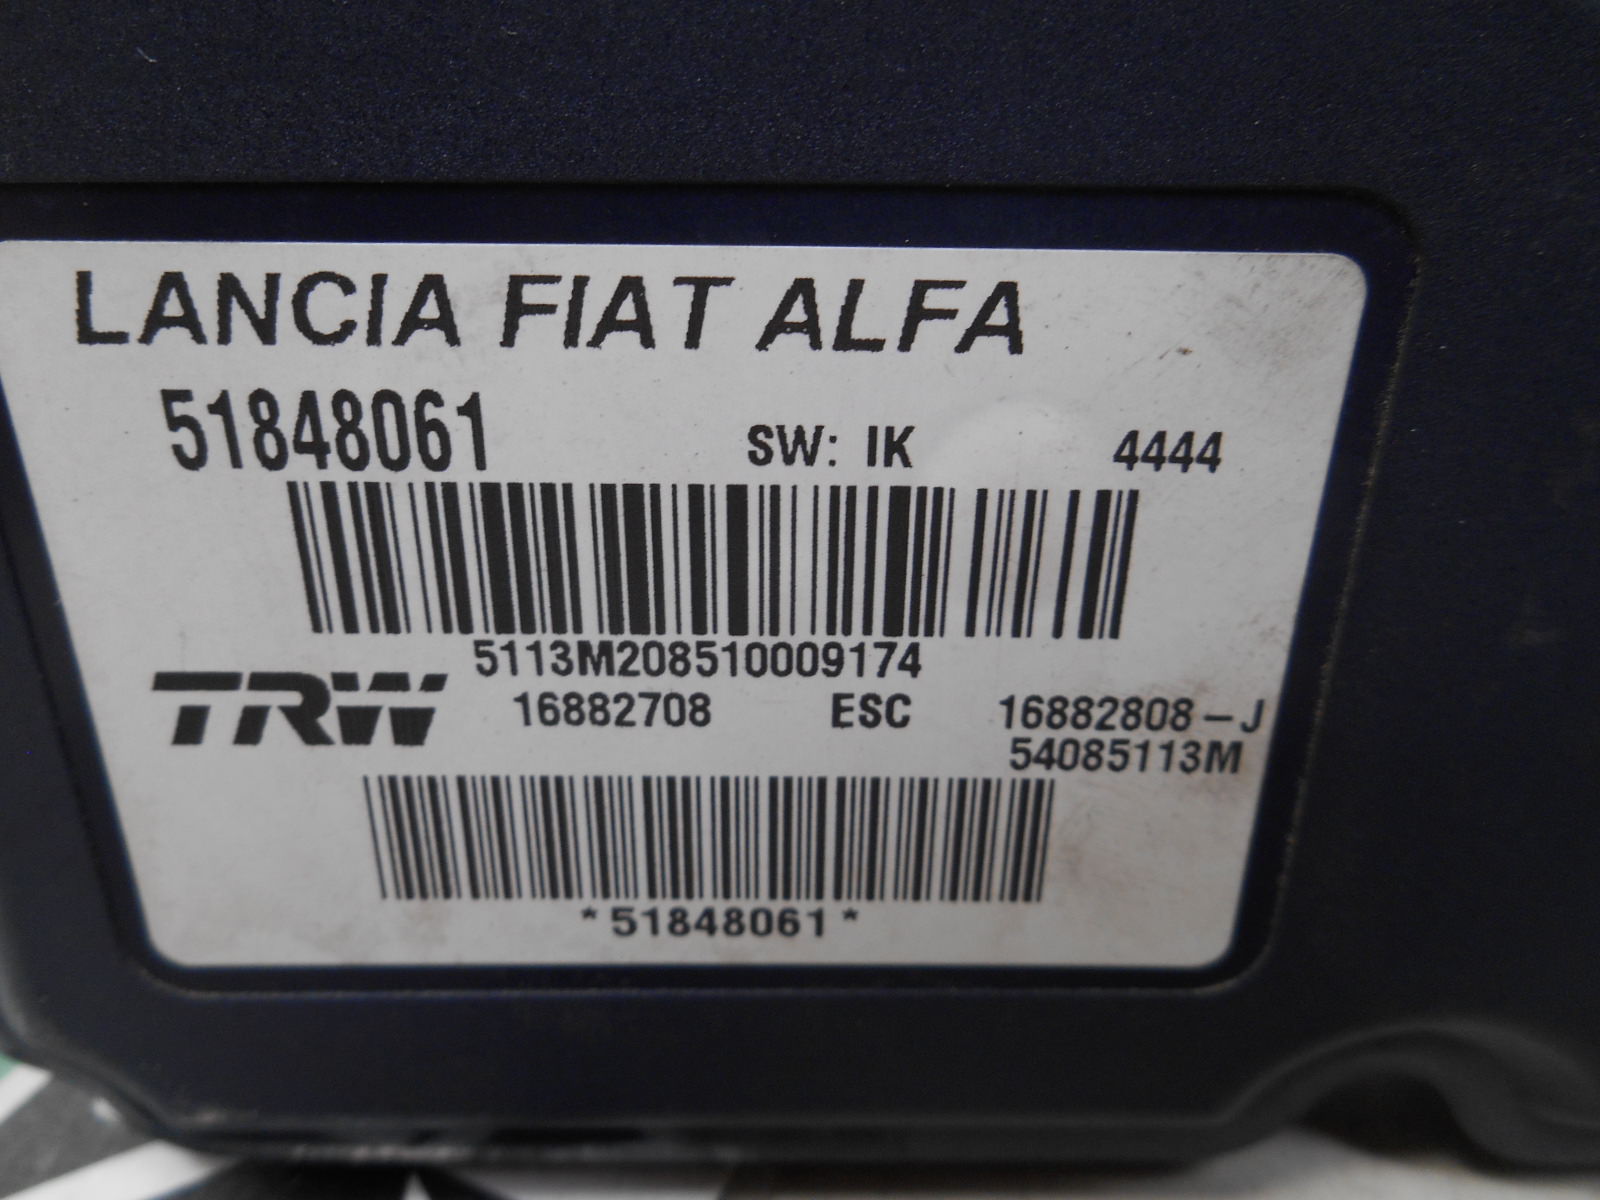 LANCIA FIAT ALFA
51848061 SW: IK 4444
5113M208510009174
TRW 16882708 ESC 16882808-J
54085113M
*51848061*